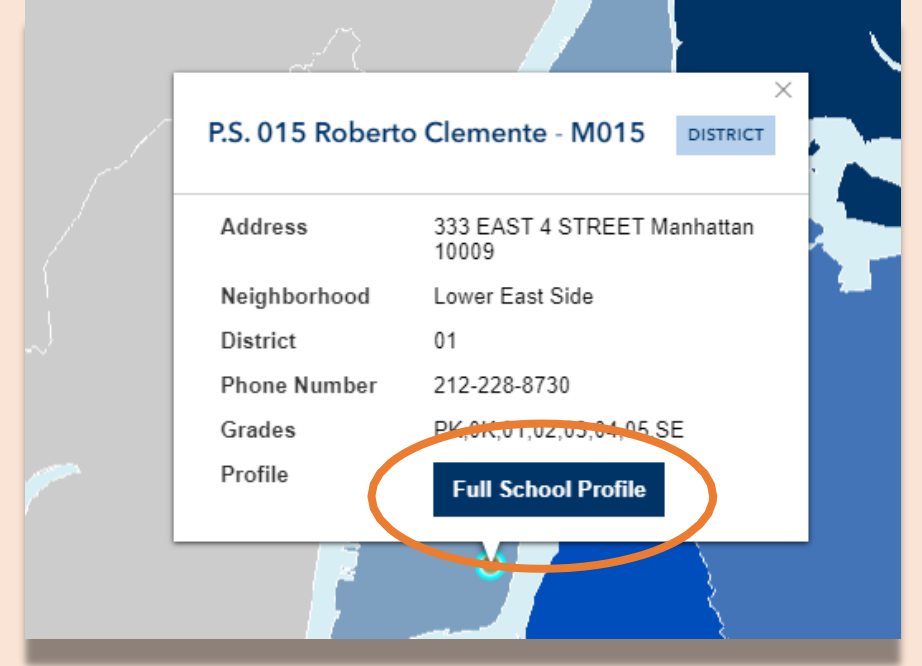 P.S. 015 Roberto Clemente - M015 DISTRICT
Address 333 EAST 4 STREET Manhattan
10009
Neighborhood Lower East Side
District 01
Phone Number 212-228-8730
Grades PK,0K,01,02,03,04,05,SE
Profile Full School Profile